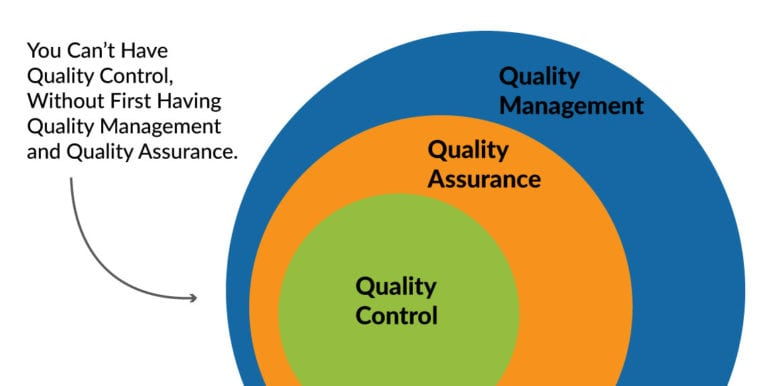 You Can’t Have
Quality Control,
Without First Having
Quality Management
and Quality Assurance.
Quality
Management
Quality
Assurance
Quality
Control